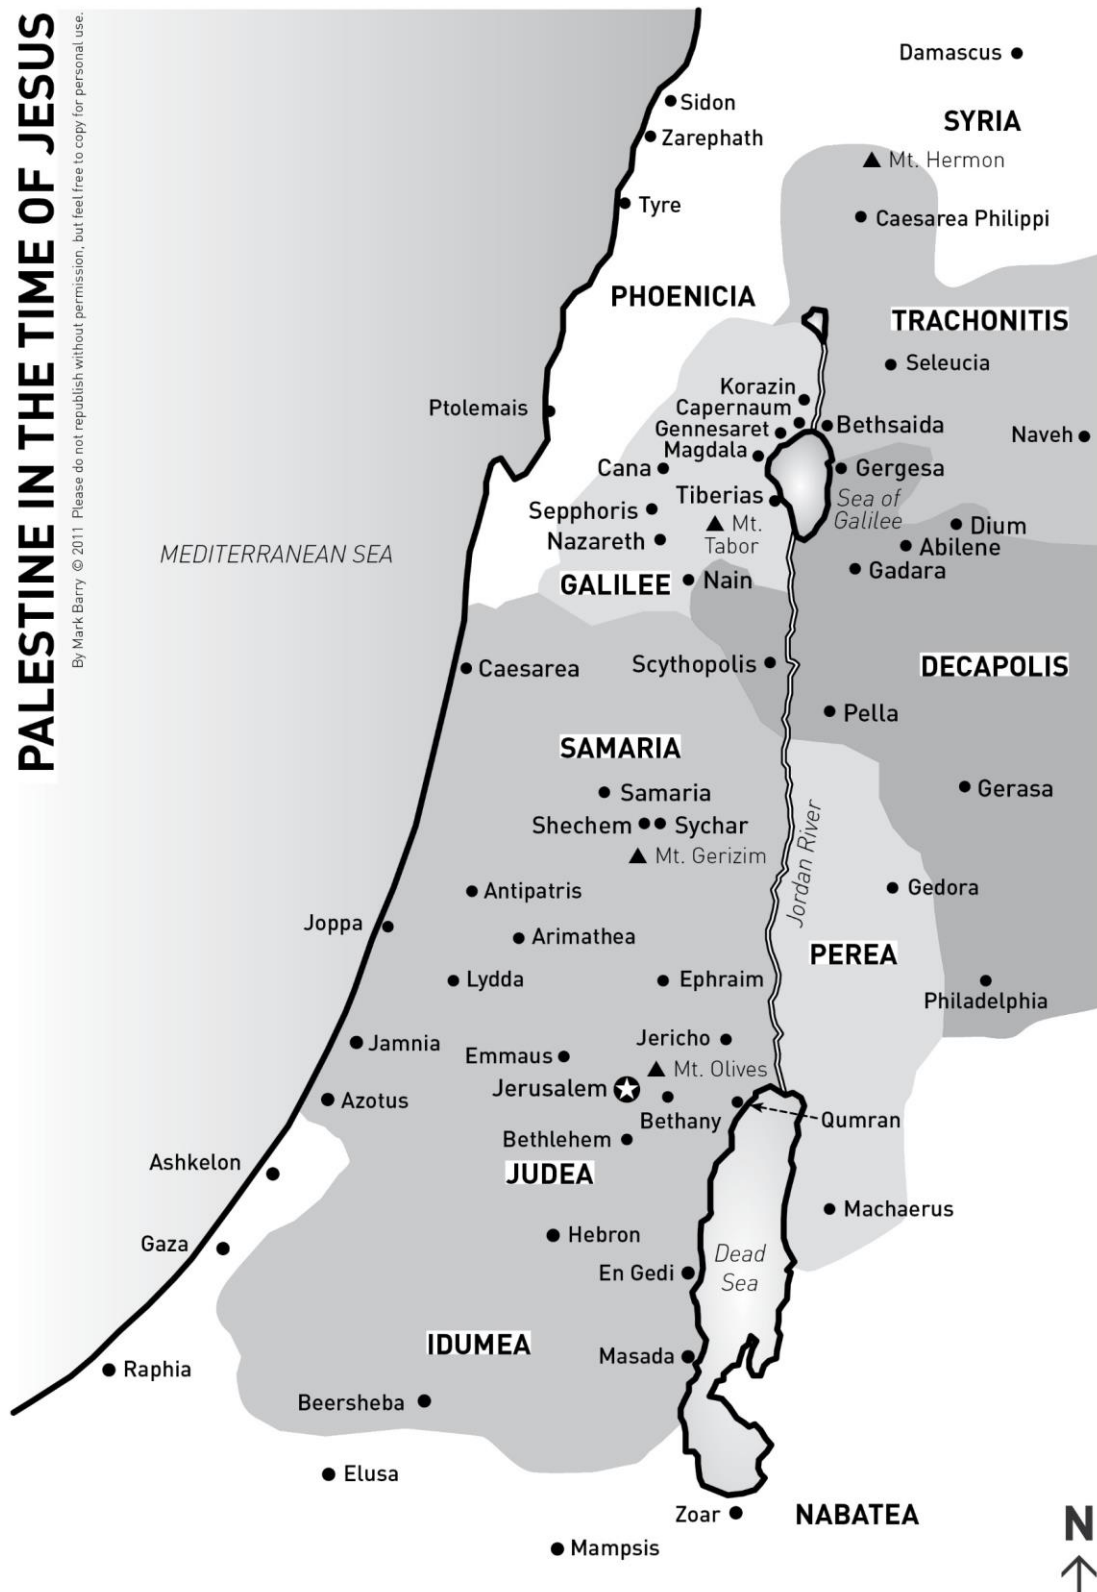 PALESTINE IN THE TIME OF JESUS
By Mark Barry © 2011 Please do not republish without permission, but feel free to copy for personal use.
Damascus
Sidon
SYRIA
Zarephath
Mt. Hermon
Tyre
Caesarea Philippi
PHOENICIA
TRACHONITIS
Seleucia
Korazin
Capernaum
Ptolemais
Gennesaret
Bethsaida
Naveh
Magdala
Cana
Gergesa
Tiberias
Sea of
Galilee
Sepphoris
Mt.
Tabor
Dium
Nazareth
Abilene
MEDITERRANEAN SEA
Gadara
GALILEE
Nain
Caesarea
Scythopolis
DECAPOLIS
Pella
SAMARIA
Samaria
Gerasa
Shechem
Sychar
Jordan River
Mt. Gerizim
Antipatris
Gedora
Joppa
Arimathea
PEREA
Lydda
Ephraim
Philadelphia
Jamnia
Jericho
Emmaus
Mt. Olives
Jerusalem
Azotus
Bethany
Qumran
Bethlehem
Ashkelon
JUDEA
Machaerus
Gaza
Hebron
Dead
Sea
En Gedi
IDUMEA
Masada
Raphia
Beersheba
Elusa
Zoar
NABATEA
N
Mampsis